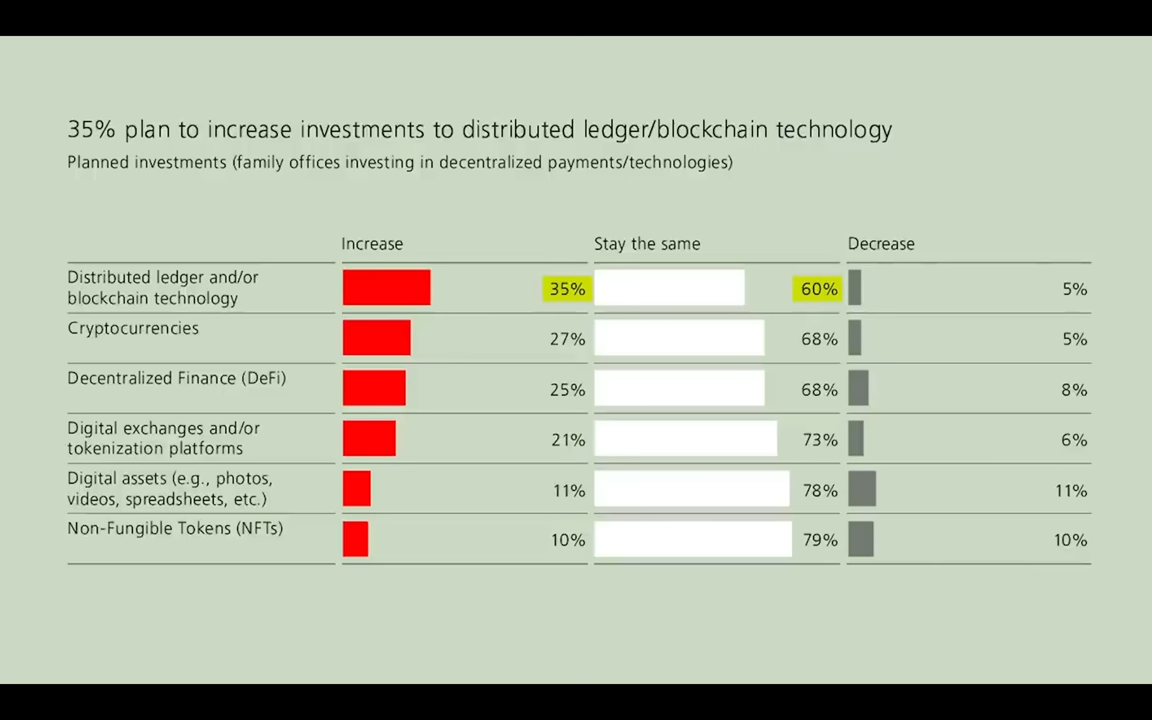 35% plan to increase investments to distributed ledger/blockchain technology
Planned investments (family offices investing in decentralized payments/technologies)
Increase Stay the same Decrease
Distributed ledger and/or
blockchain technology 35% 60% 5%
Cryptocurrencies 27% 68% 5%
Decentralized Finance (DeFi) 25% 68% 8%
Digital exchanges and/or
tokenization platforms 21% 73% 6%
Digital assets (e.g., photos,
videos, spreadsheets, etc.) 11% 78% 11%
Non-Fungible Tokens (NFTs) 10% 79% 10%